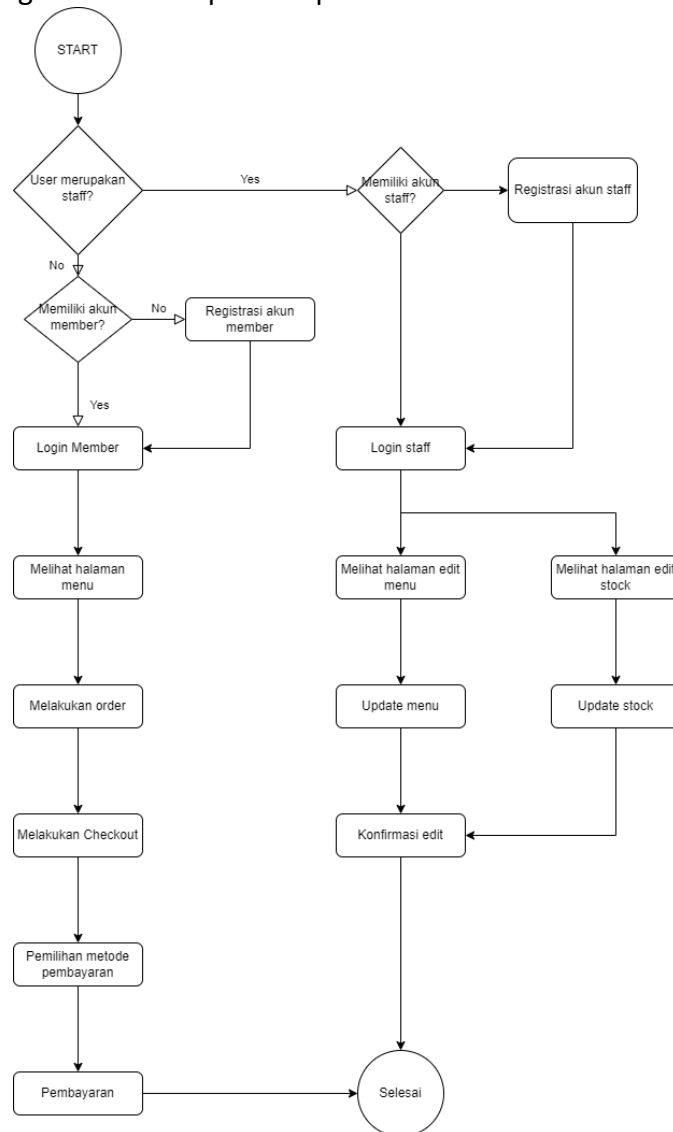 START
User merupakan
staff?
Yes
Memiliki akun
staff?
Registrasi akun staff
No
Memiliki akun
member?
No
Registrasi akun
member
Yes
Login Member
Login staff
Melihat halaman
menu
Melihat halaman edit
menu
Melihat halaman edit
stock
Melakukan order
Update menu
Update stock
Melakukan Checkout
Konfirmasi edit
Pemilihan metode
pembayaran
Pembayaran
Selesai